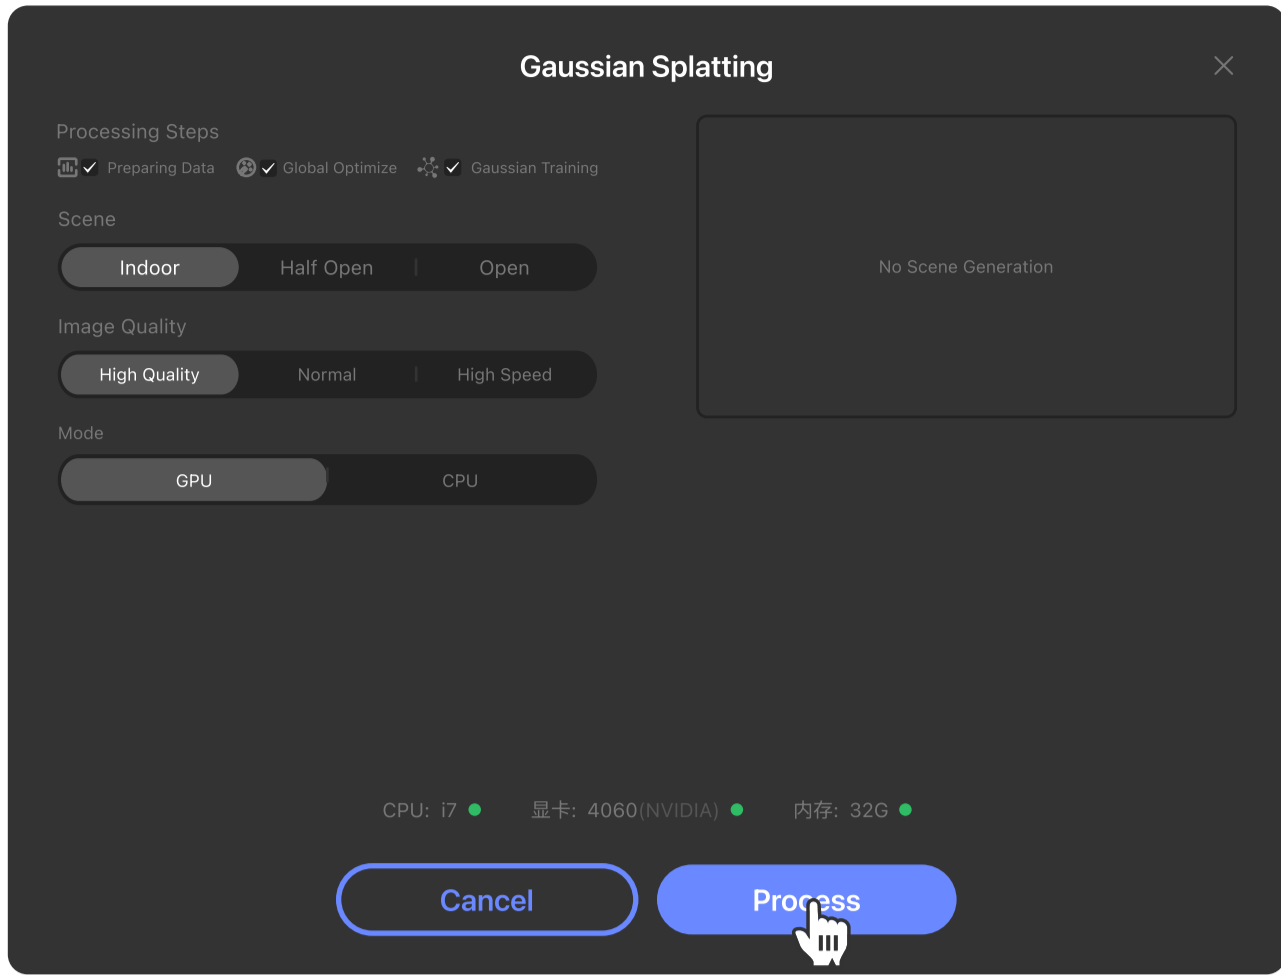 Gaussian Splatting
Processing Steps
Preparing Data Global Optimize Gaussian Training
Scene
Indoor Half Open Open
No Scene Generation
Image Quality
High Quality Normal High Speed
Mode
GPU CPU
CPU: i7 显卡: 4060(NVIDIA) 内存: 32G
Cancel Process